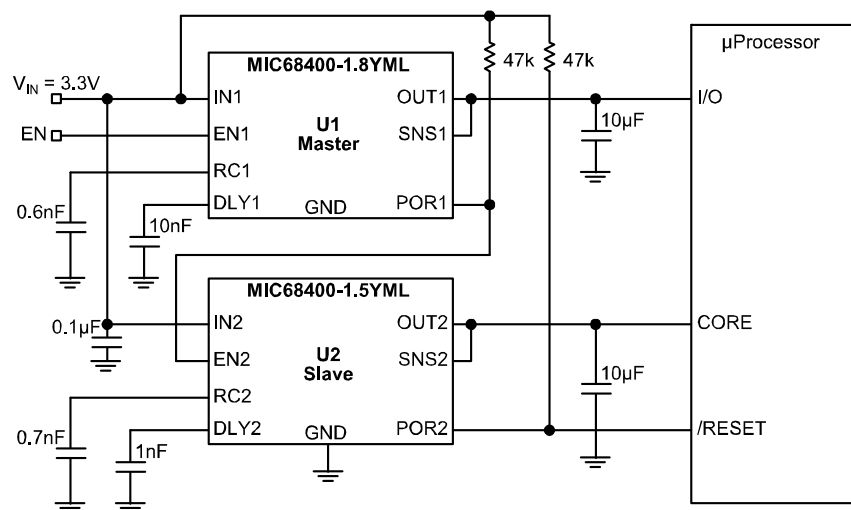 µProcessor
MIC68400-1.8YML
47k
47k
V_IN = 3.3V
IN1
OUT1
I/O
EN
EN1
U1
Master
SNS1
10µF
RC1
DLY1
GND
POR1
0.6nF
10nF
MIC68400-1.5YML
0.1µF
IN2
OUT2
CORE
EN2
U2
Slave
SNS2
10µF
RC2
DLY2
GND
POR2
/RESET
0.7nF
1nF